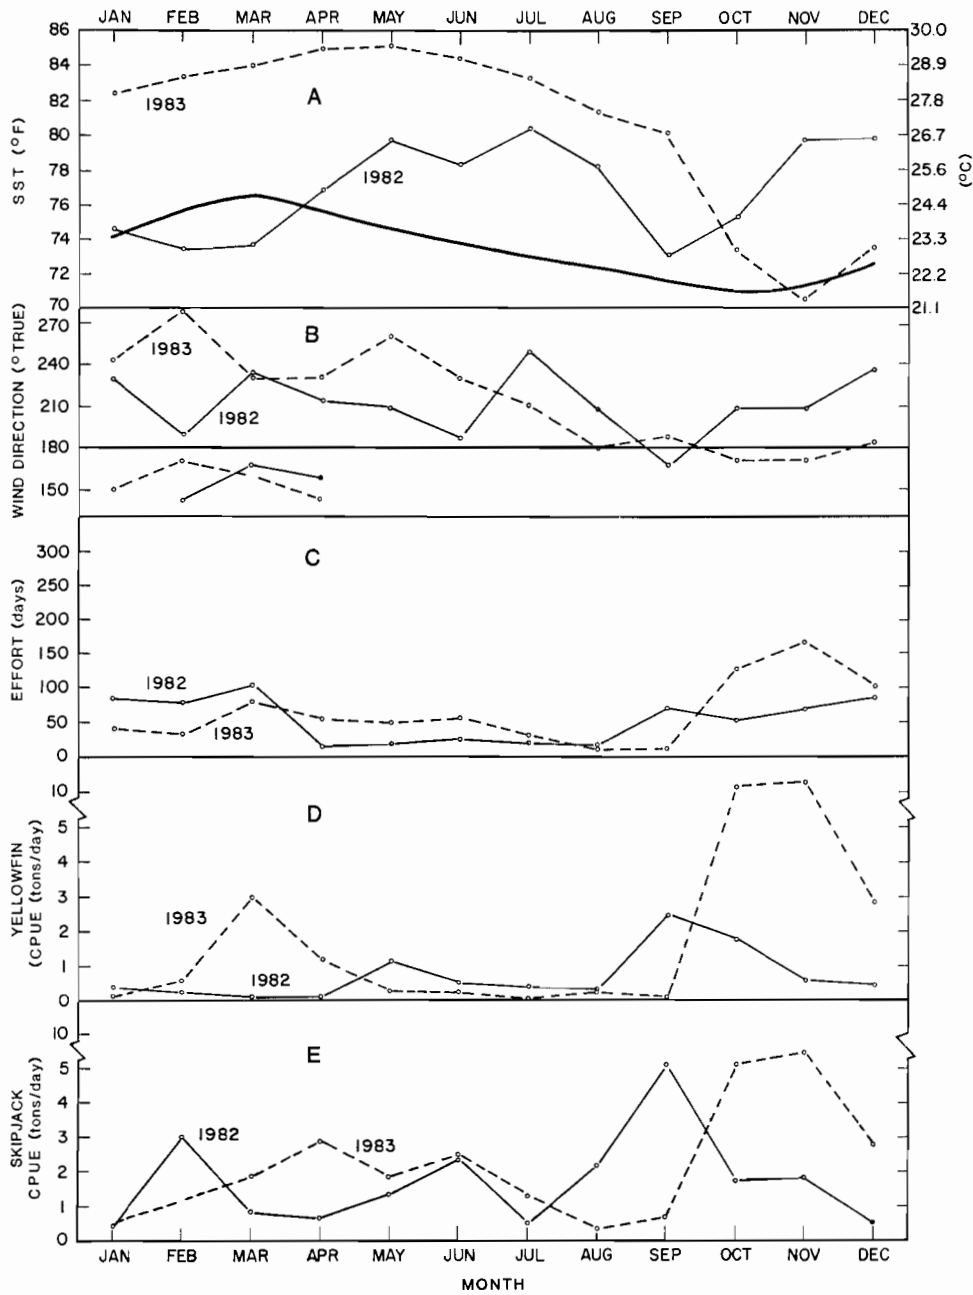 JAN FEB MAR APR MAY JUN JUL AUG SEP OCT NOV DEC
86 30.0
84 28.9
1983 A
82 27.8
80 26.7
SST (°F) 78 1982 25.6 (°C)
76 24.4
74 23.3
72 22.2
70 21.1
WIND DIRECTION (°TRUE)
270 B
1983
240
210 1982
180
150
EFFORT (days)
300 C
250
200
150
100 1982
50 1983
0
YELLOWFIN
(CPUE (tons/day)
10 D
5
4
3
1983
2
1 1982
0
SKIPJACK
CPUE (tons/day)
10 E
5
4
3 1982 1983
2
1
0
JAN FEB MAR APR MAY JUN JUL AUG SEP OCT NOV DEC
MONTH